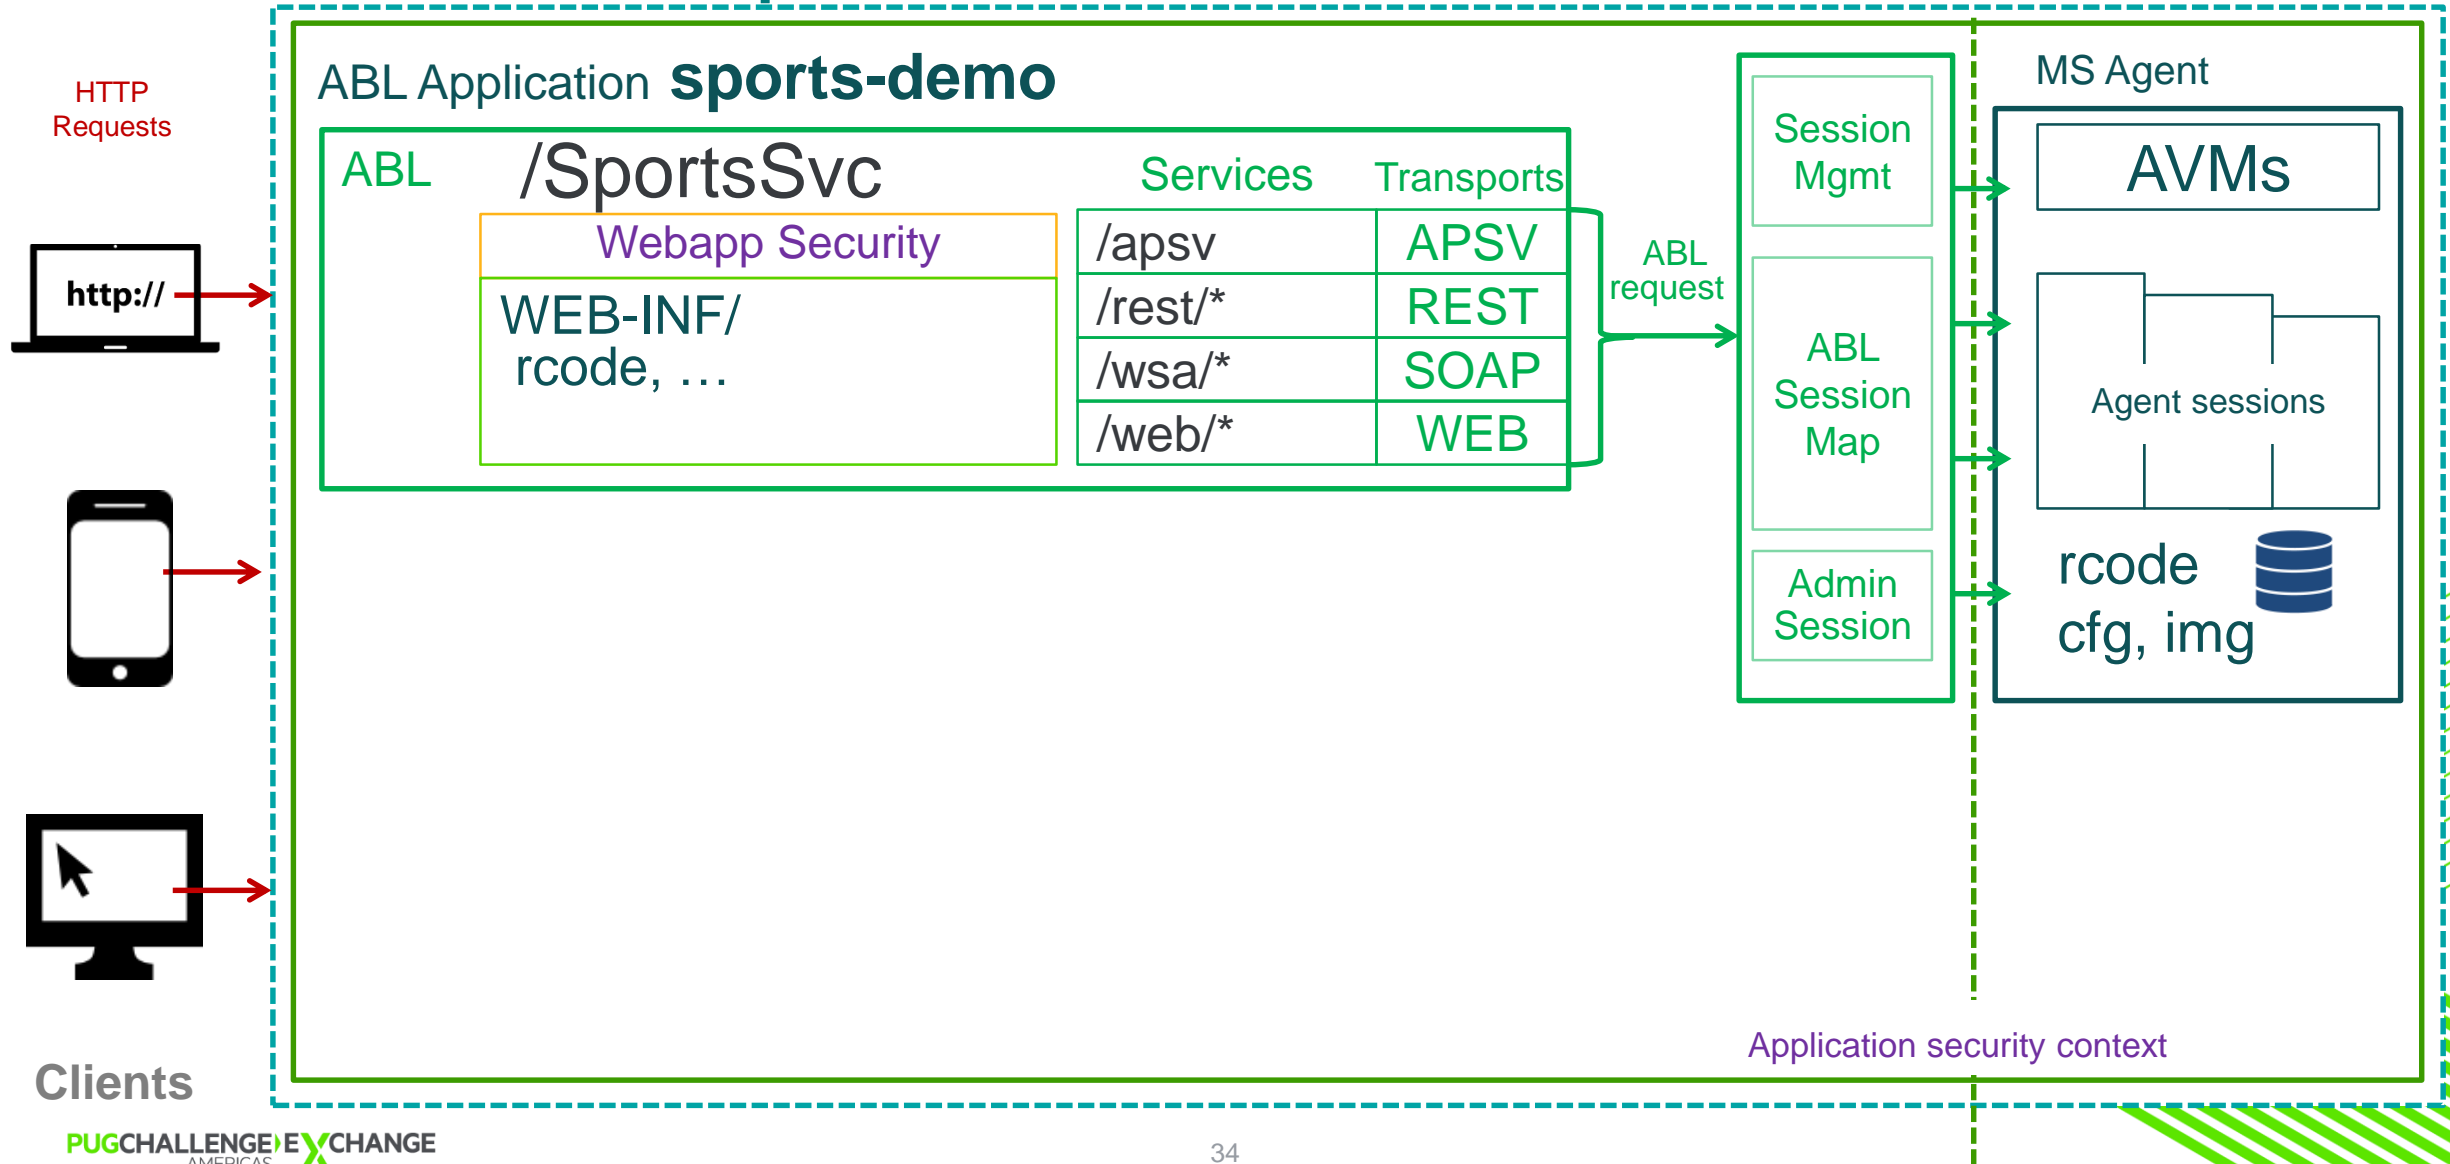 HTTP
Requests
http://
Clients
ABL Application sports-demo
ABL
/SportsSvc
Webapp Security
WEB-INF/
rcode, …
Services
Transports
/apsv
APSV
/rest/*
REST
/wsa/*
SOAP
/web/*
WEB
ABL
request
Session
Mgmt
ABL
Session
Map
Admin
Session
MS Agent
AVMs
Agent sessions
rcode
cfg, img
Application security context
PUGCHALLENGE EXCHANGE
AMERICAS
34